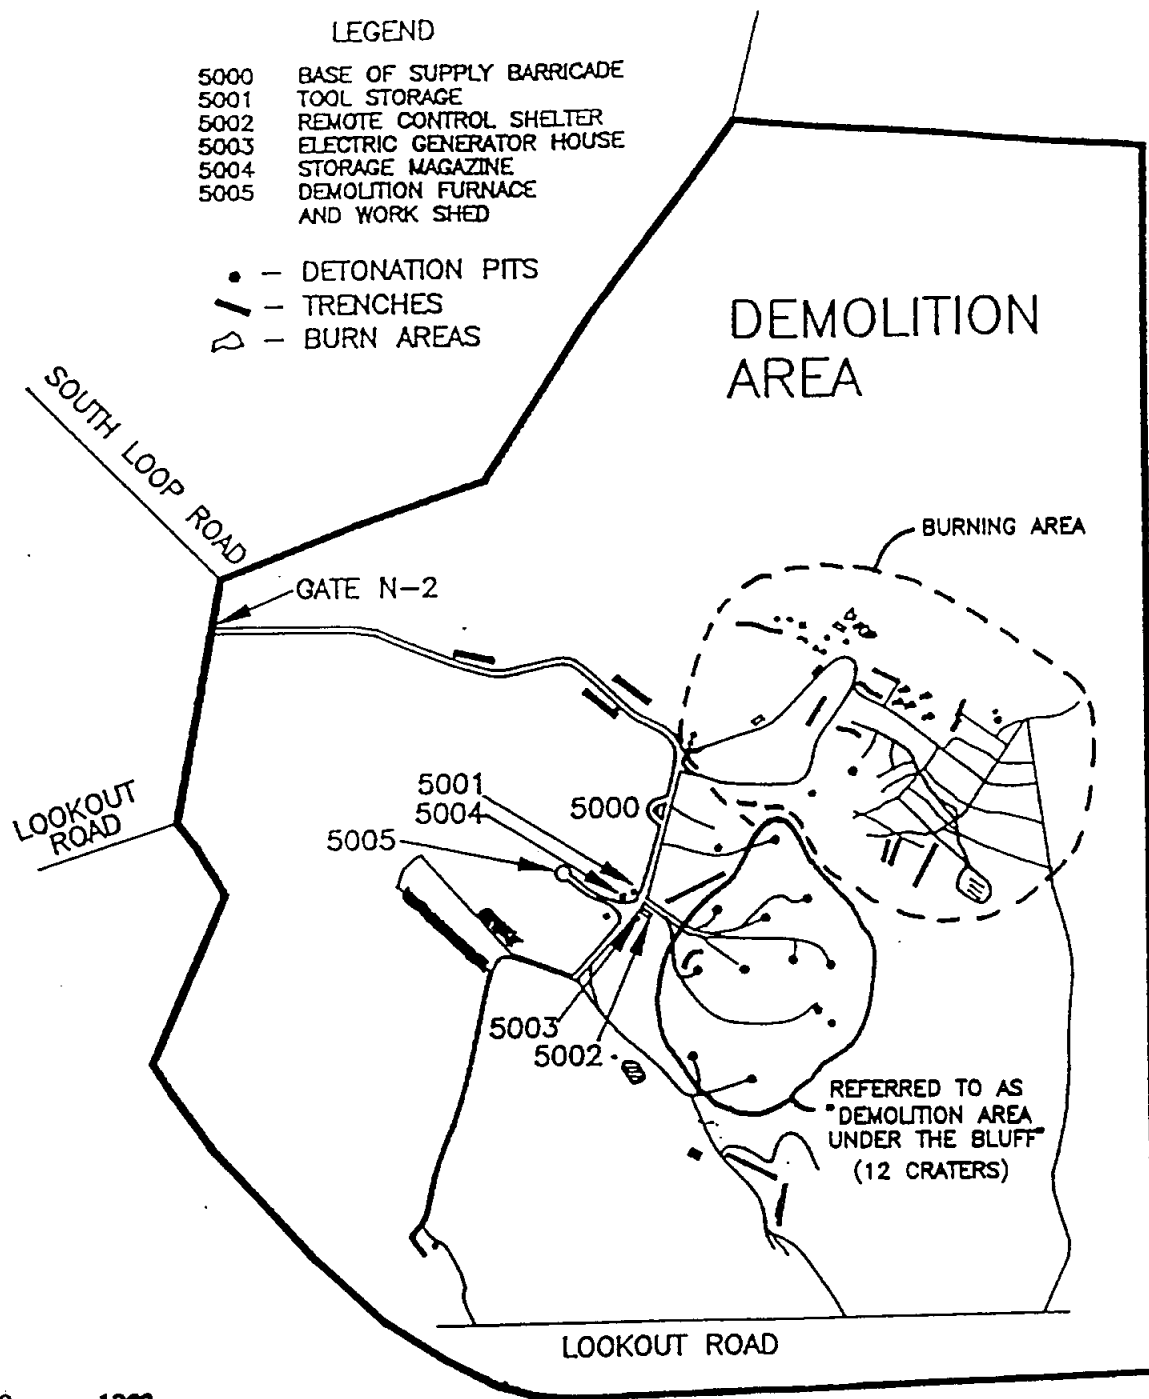 LEGEND
5000 BASE OF SUPPLY BARRICADE
5001 TOOL STORAGE
5002 REMOTE CONTROL SHELTER
5003 ELECTRIC GENERATOR HOUSE
5004 STORAGE MAGAZINE
5005 DEMOLITION FURNACE
AND WORK SHED
- DETONATION PITS
- TRENCHES
- BURN AREAS
DEMOLITION
AREA
SOUTH LOOP ROAD
BURNING AREA
GATE N-2
LOOKOUT
ROAD
5001
5004
5005
5000
5003
5002
REFERRED TO AS
"DEMOLITION AREA
UNDER THE BLUFF"
(12 CRATERS)
LOOKOUT ROAD